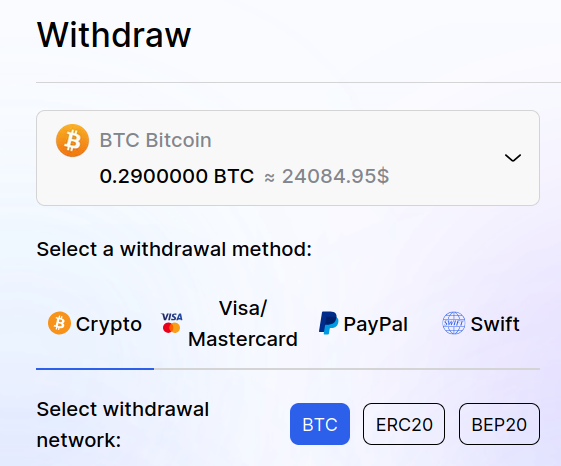 Withdraw
BTC Bitcoin
0.2900000 BTC ≈ 24084.95$
Select a withdrawal method:
Crypto
VISA
Visa/
Mastercard
PayPal
SWIFT
Swift
Select withdrawal
network:
BTC
ERC20
BEP20